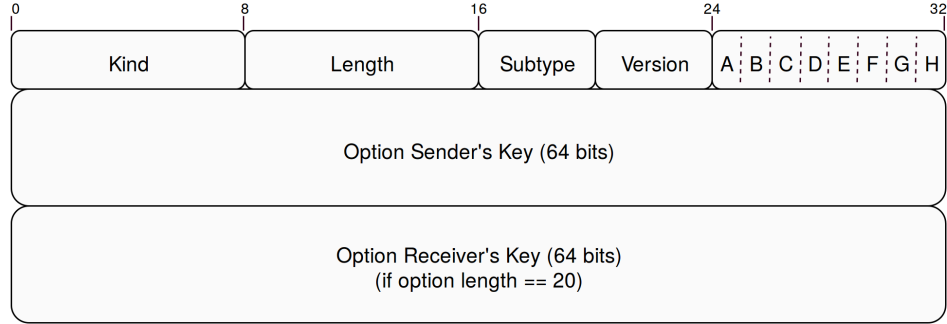 0 8 16 24 32
Kind Length Subtype Version A B C D E F G H
Option Sender's Key (64 bits)
Option Receiver's Key (64 bits)
(if option length == 20)